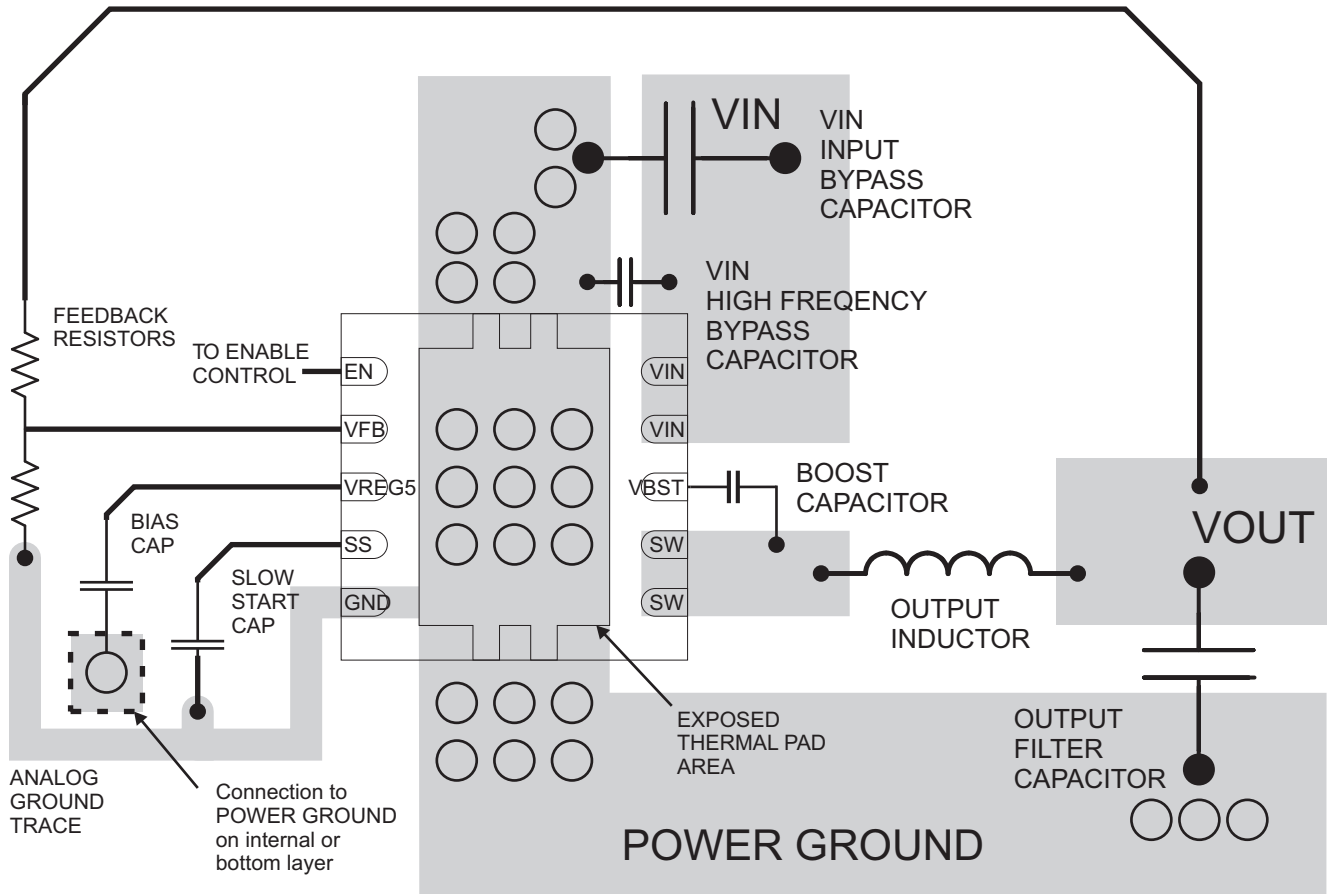 VIN
VIN
INPUT
BYPASS
CAPACITOR
VIN
HIGH FREQENCY
BYPASS
CAPACITOR
FEEDBACK
RESISTORS
TO ENABLE
CONTROL
EN
VFB
VREG5
SS
GND
VIN
VIN
VBST
SW
SW
BOOST
CAPACITOR
VOUT
OUTPUT
INDUCTOR
BIAS
CAP
SLOW
START
CAP
EXPOSED
THERMAL PAD
AREA
OUTPUT
FILTER
CAPACITOR
ANALOG
GROUND
TRACE
Connection to
POWER GROUND
on internal or
bottom layer
POWER GROUND